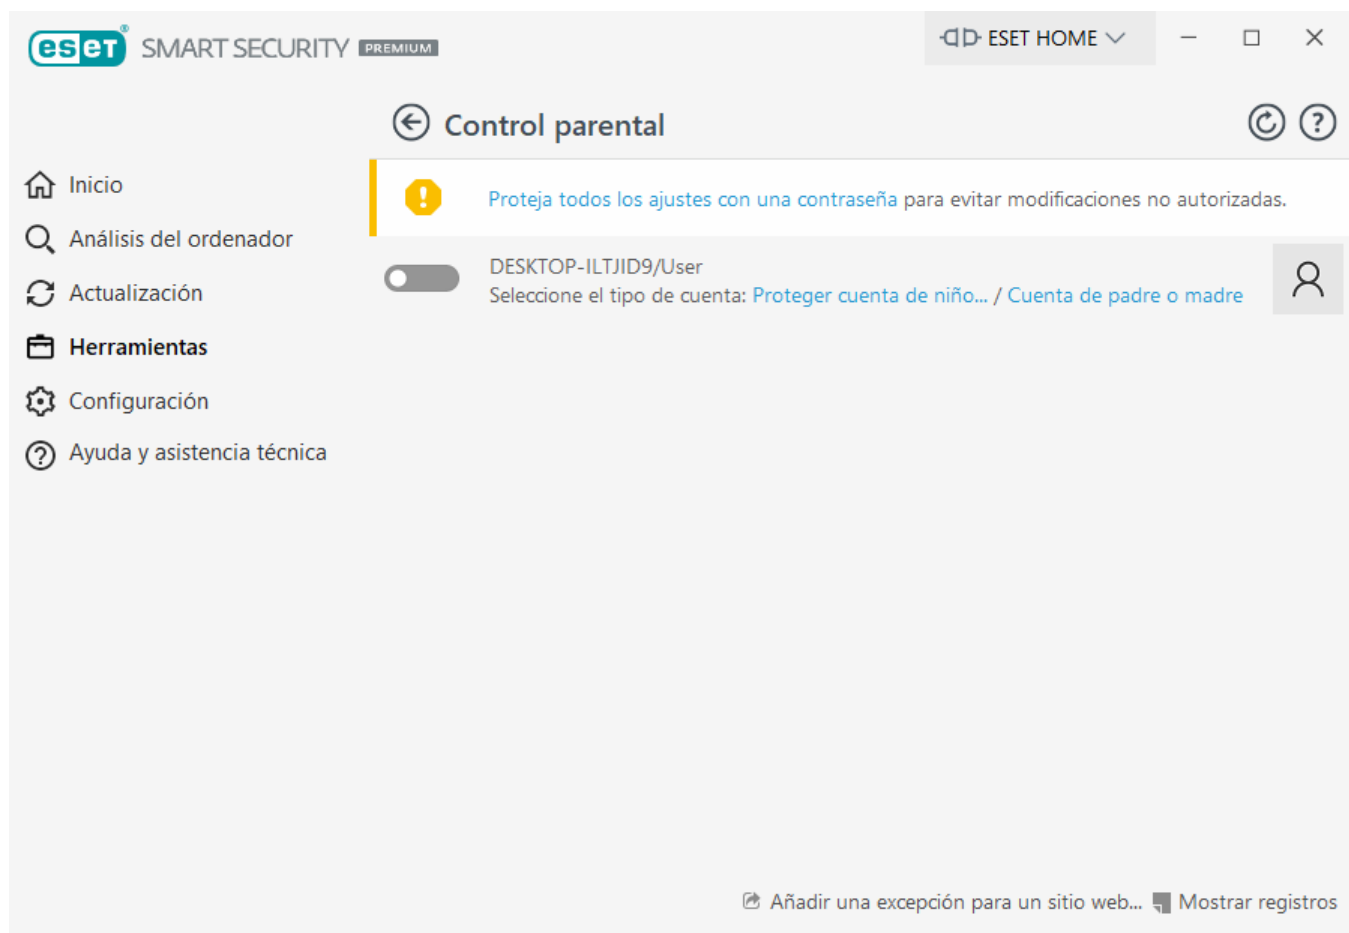 eset® SMART SECURITY PREMIUM
ESET HOME
Control parental
Inicio
Análisis del ordenador
Actualización
Herramientas
Configuración
Ayuda y asistencia técnica
Proteja todos los ajustes con una contraseña para evitar modificaciones no autorizadas.
DESKTOP-ILTJID9/User
Seleccione el tipo de cuenta: Proteger cuenta de niño... / Cuenta de padre o madre
Añadir una excepción para un sitio web... Mostrar registros